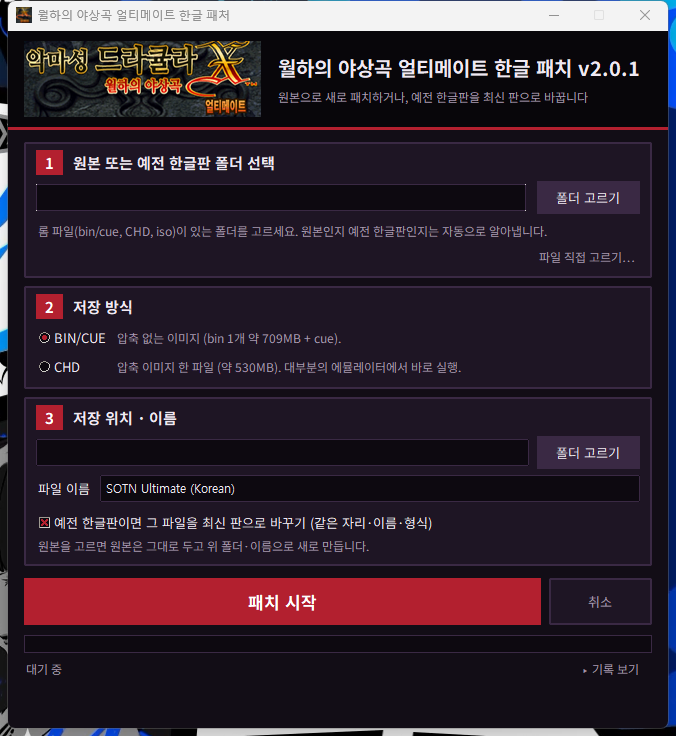 월하의 야상곡 얼티메이트 한글 패처
악마성 드라큘라 X
월하의 야상곡
얼티메이트
월하의 야상곡 얼티메이트 한글 패치 v2.0.1
원본으로 새로 패치하거나, 예전 한글판을 최신 판으로 바꿉니다
1 원본 또는 예전 한글판 폴더 선택
폴더 고르기
롬 파일(bin/cue, CHD, iso)이 있는 폴더를 고르세요. 원본인지 예전 한글판인지는 자동으로 알아냅니다.
파일 직접 고르기...
2 저장 방식
BIN/CUE 압축 없는 이미지 (bin 1개 약 709MB + cue).
CHD 압축 이미지 한 파일 (약 530MB). 대부분의 에뮬레이터에서 바로 실행.
3 저장 위치 · 이름
폴더 고르기
파일 이름 SOTN Ultimate (Korean)
예전 한글판이면 그 파일을 최신 판으로 바꾸기 (같은 자리·이름·형식)
원본을 고르면 원본은 그대로 두고 위 폴더·이름으로 새로 만듭니다.
패치 시작 취소
대기 중 ▸ 기록 보기